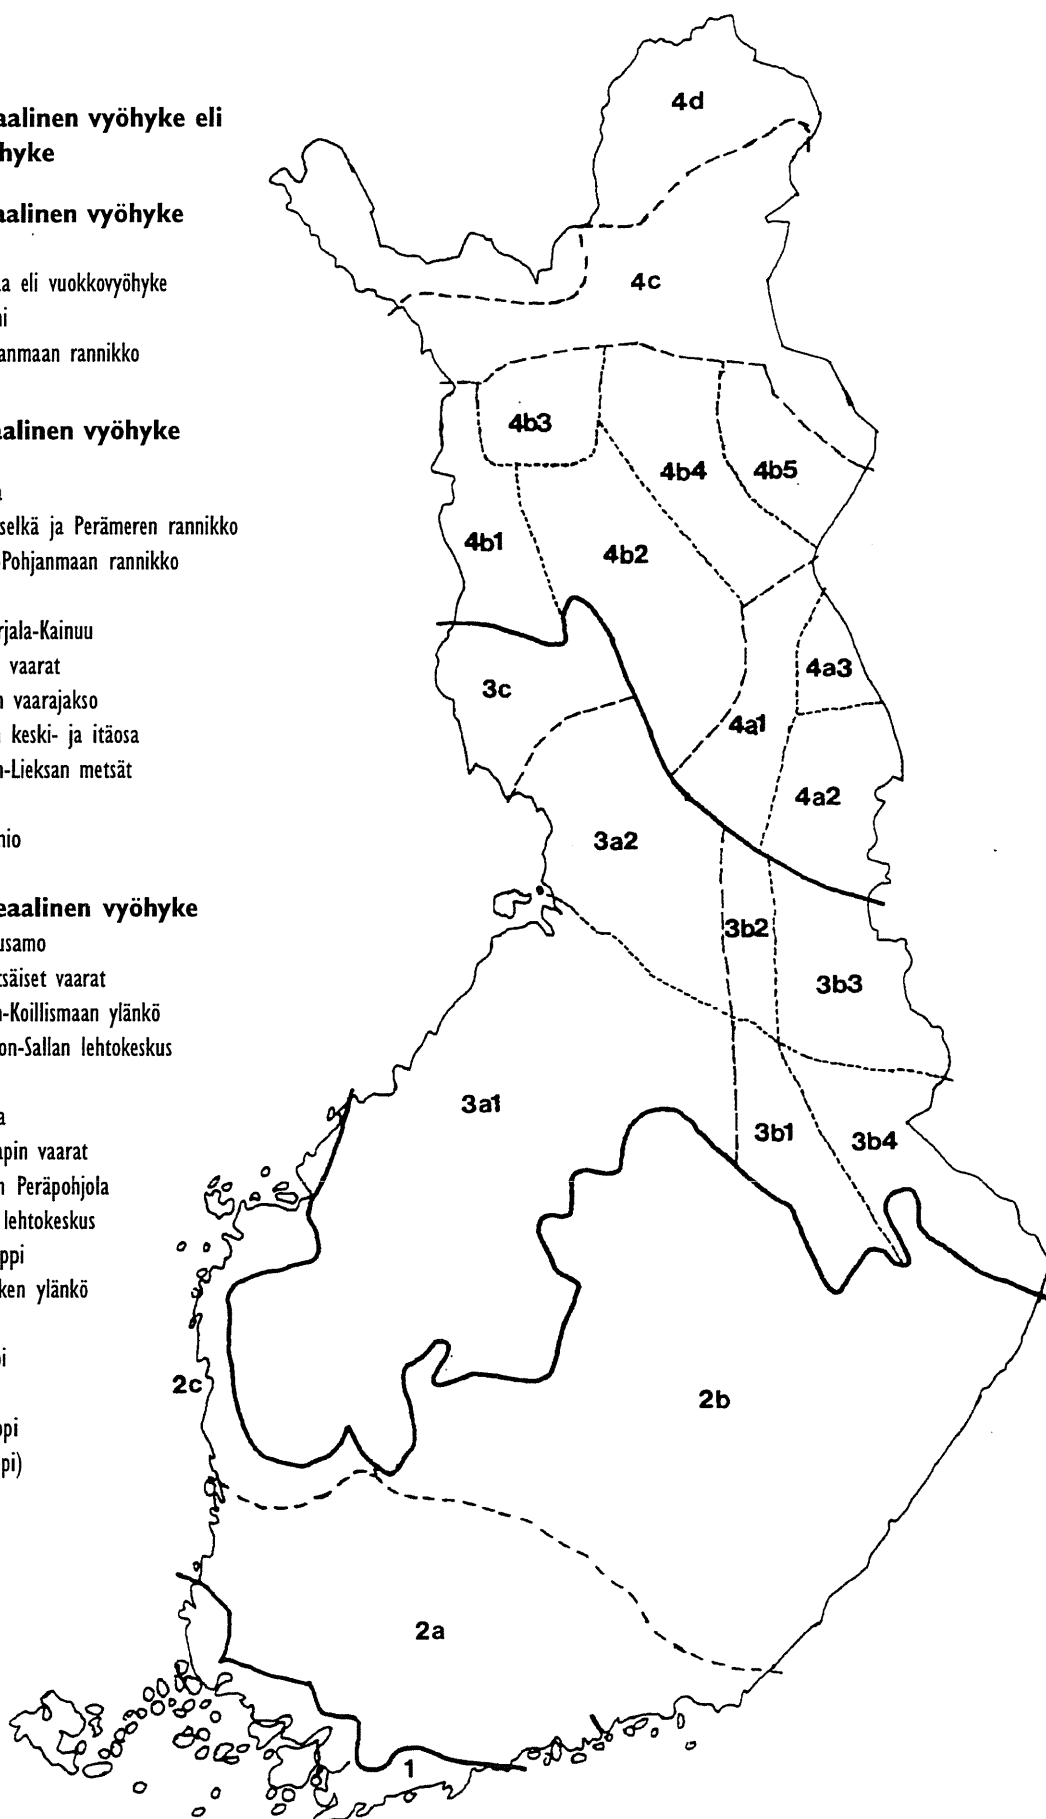 aalinen vyöhyke eli
hyke
aalinen vyöhyke
a eli vuokkovyöhyke
ni
anmaan rannikko
aalinen vyöhyke
a
selkä ja Perämeren rannikko
-Pohjanmaan rannikko
rjala-Kainuu
vaarat
n vaarajakso
keski- ja itäosa
n-Lieksan metsät
nio
eaalinen vyöhyke
usamo
tsäiset vaarat
n-Koillismaan ylänkö
on-Sallan lehtokeskus
a
apin vaarat
n Peräpohjola
lehtokeskus
ppi
ken ylänkö
pi
ppi
pi)
4d
4c
4b3
4b4
4b5
4b1
4b2
4a3
3c
4a1
4a2
3a2
3b2
3b3
3a1
3b1
3b4
2c
2b
2a
1